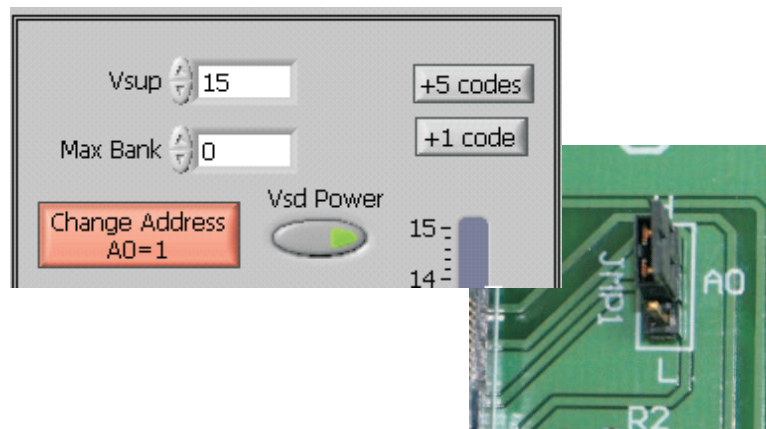 Vsup 15
+5 codes
Max Bank 0
+1 code
Change Address
A0=1
Vsd Power
15
14
JMP1
A0
L
R2